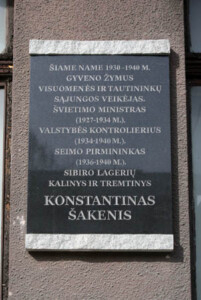 ŠIAME NAME 1930 -1940 M.
GYVENO ŽYMUS
VISUOMENĖS IR TAUTININKŲ
SĄJUNGOS VEIKĖJAS.
ŠVIETIMO MINISTRAS
(1927-1934 M.),
VALSTYBĖS KONTROLIERIUS
(1934-1940 M.),
SEIMO PIRMININKAS
(1936-1940 M.),
SIBIRO LAGERIŲ
KALINYS IR TREMTINYS
KONSTANTINAS
ŠAKENIS